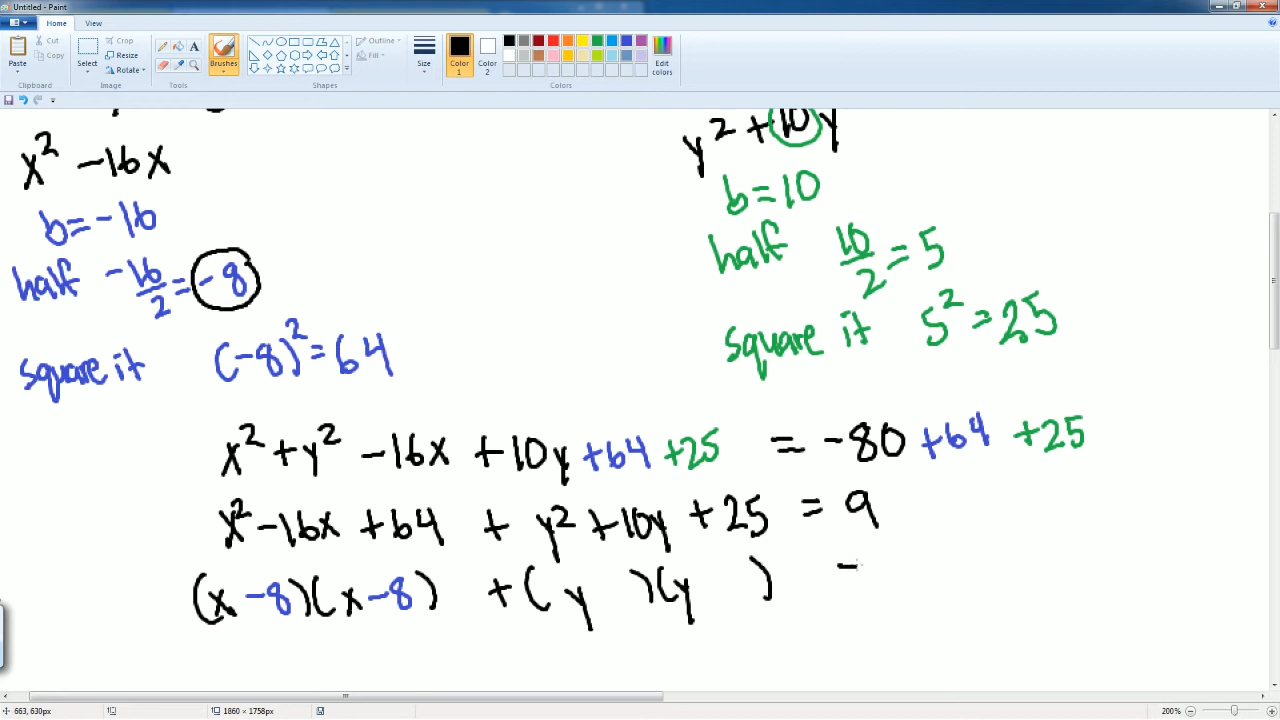 Untitled - Paint
Home View
Paste Cut Copy Select Crop Resize Rotate Brushes Outline Fill Size Color 1 Color 2 Edit colors
Clipboard Image Tools Shapes Colors
x² -16x
y² +10y
b=-16
b=10
half -16/2 = -8
half 10/2 = 5
square it (-8)² = 64
square it 5² = 25
x² + y² -16x +10y +64 +25 = -80 +64 +25
x² -16x +64 + y² +10y +25 = 9
(x -8)(x -8) + ( y )(y ) -
663, 630px 1860 × 1758px 200%